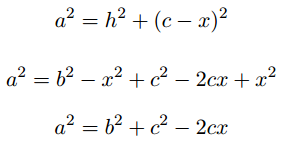 a² = h² + (c − x)²
a² = b² − x² + c² − 2cx + x²
a² = b² + c² − 2cx